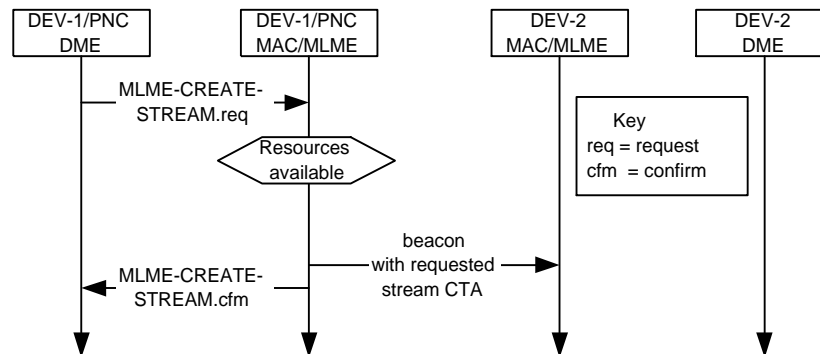 DEV-1/PNC
DME
DEV-1/PNC
MAC/MLME
DEV-2
MAC/MLME
DEV-2
DME
MLME-CREATE-
STREAM.req
Key
req = request
cfm = confirm
Resources
available
beacon
with requested
stream CTA
MLME-CREATE-
STREAM.cfm